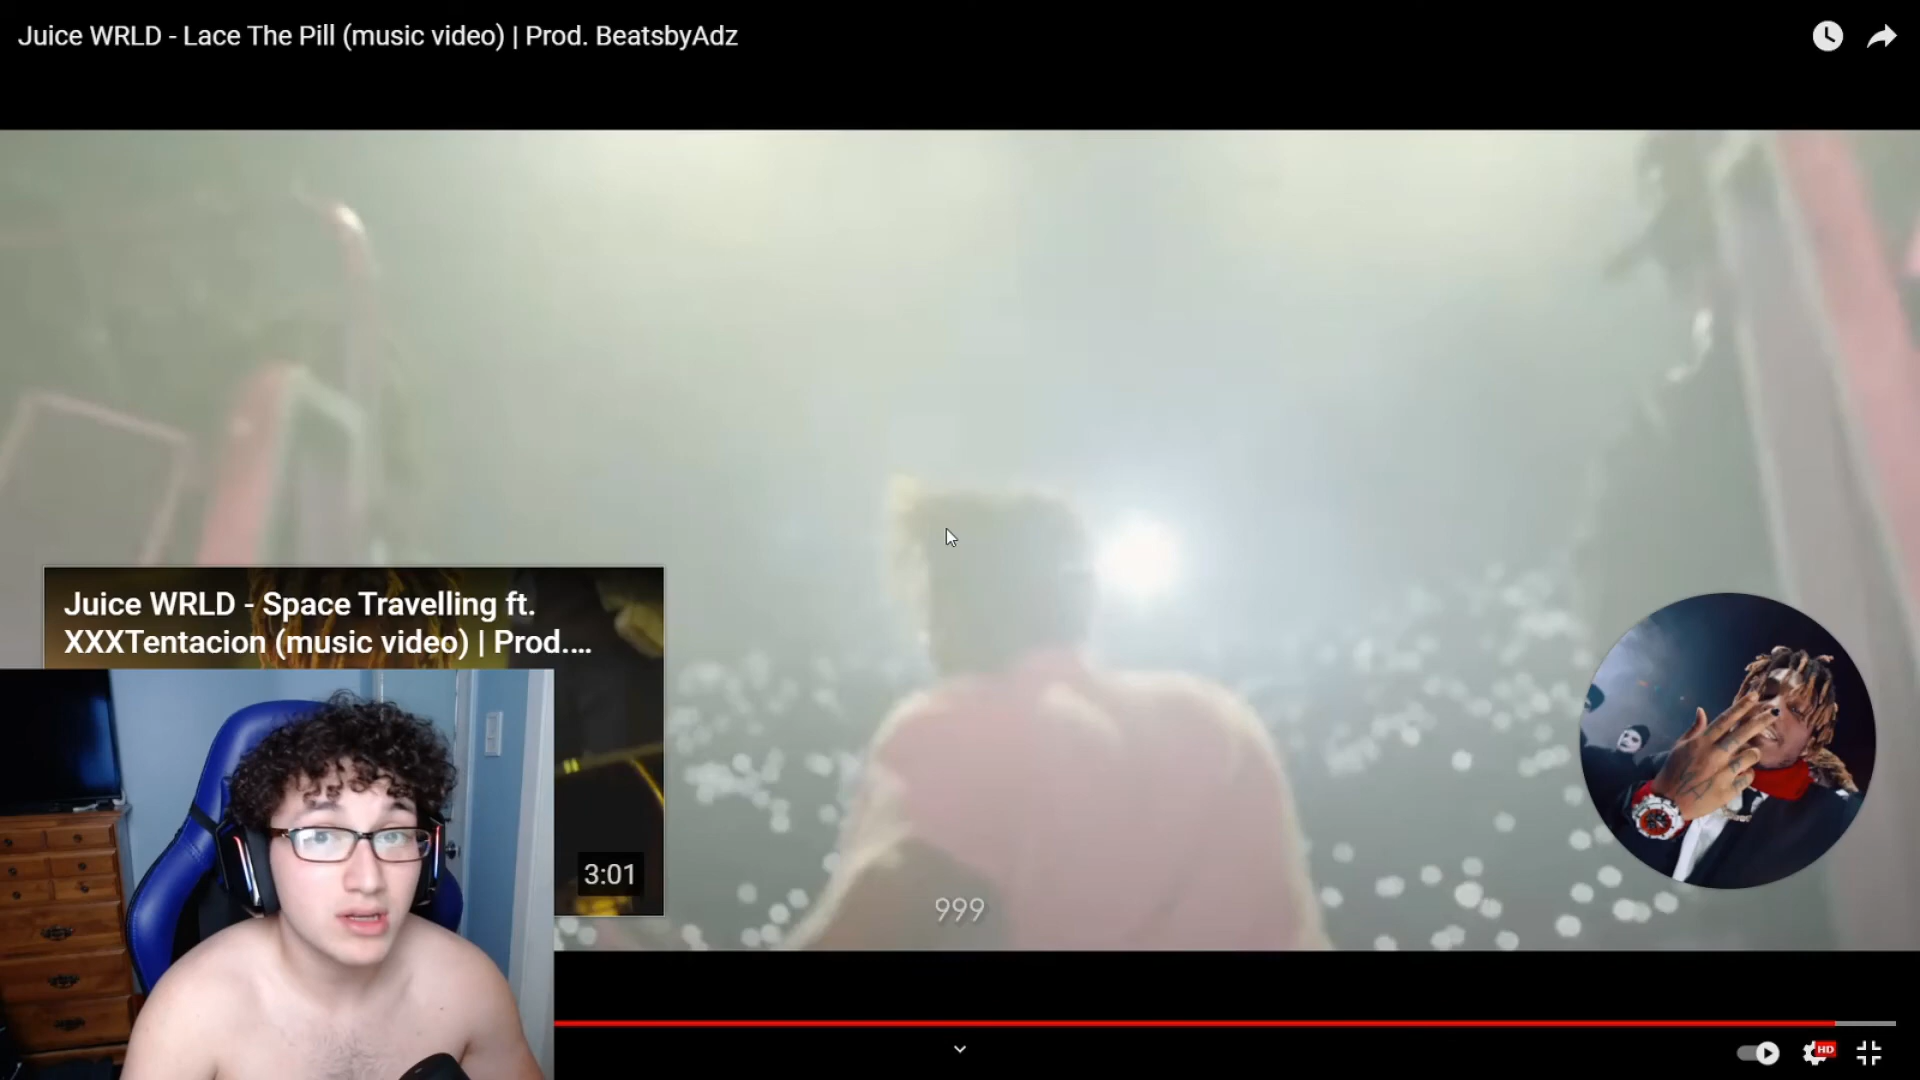 Juice WRLD - Lace The Pill (music video) | Prod. BeatsbyAdz
Juice WRLD - Space Travelling ft.
XXXTentacion (music video) | Prod....
3:01
999
HD